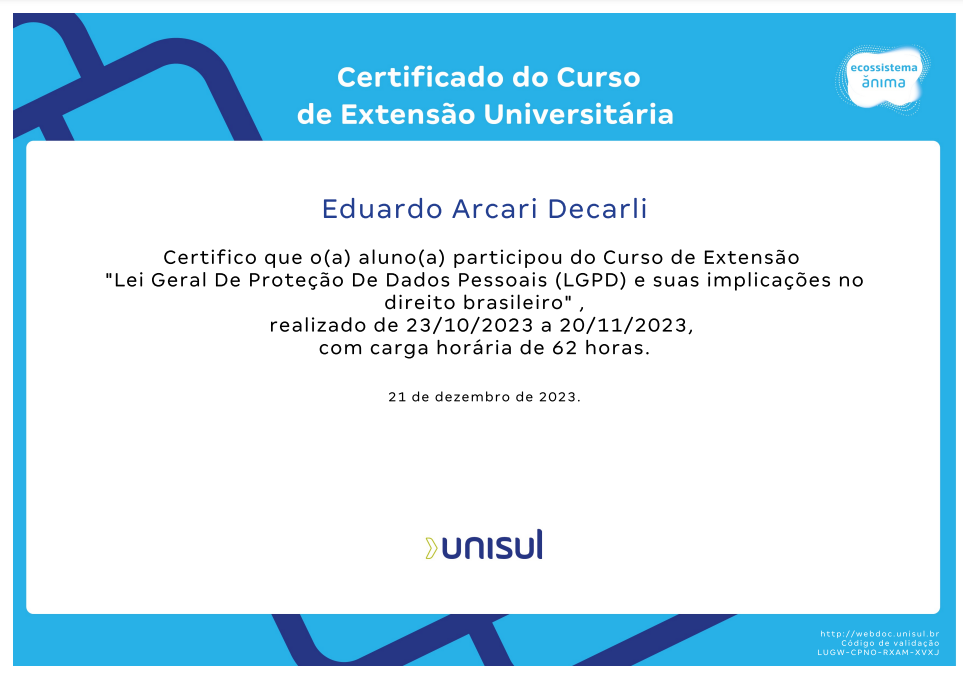 Certificado do Curso
de Extensão Universitária
ecossistema
ănıma
Eduardo Arcari Decarli
Certifico que o(a) aluno(a) participou do Curso de Extensão
"Lei Geral De Proteção De Dados Pessoais (LGPD) e suas implicações no
direito brasileiro" ,
realizado de 23/10/2023 a 20/11/2023,
com carga horária de 62 horas.
21 de dezembro de 2023.
unisul
http://webdoc.unisul.br
Código de validação
LUGW-CPNO-RXAM-XVXJ